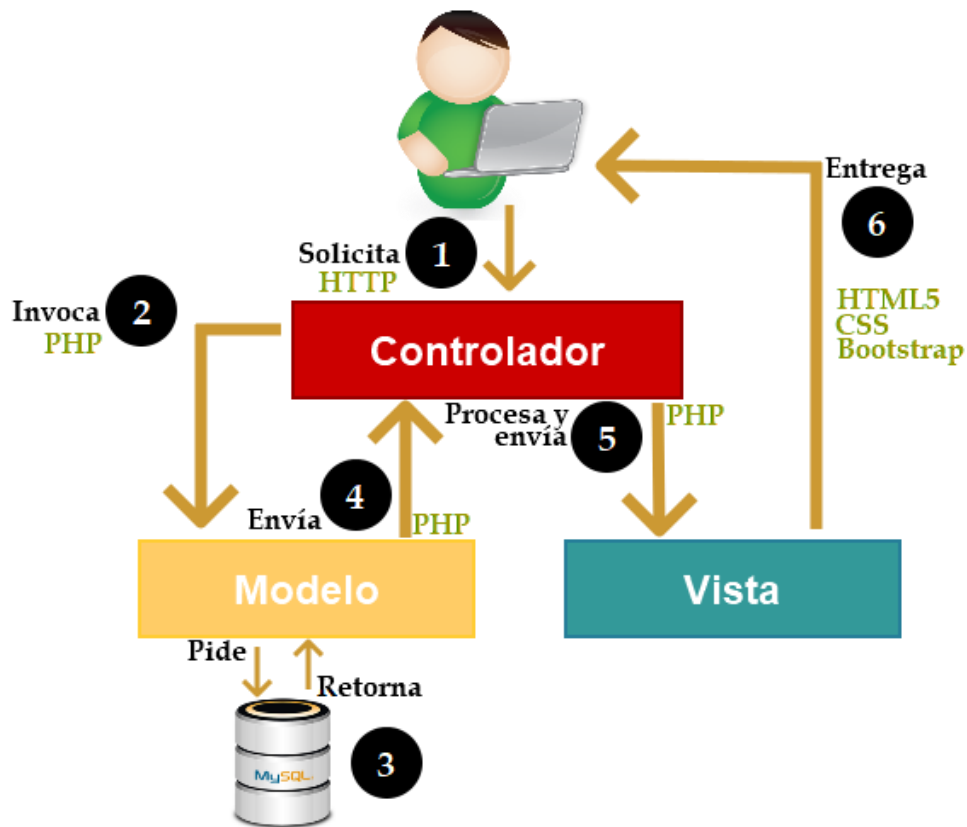 Solicita
HTTP
1
Entrega
6
HTML5
CSS
Bootstrap
Invoca
PHP
2
Controlador
Procesa y
envía
5
PHP
Envía
4
PHP
Modelo
Vista
Pide
Retorna
MySQL
3